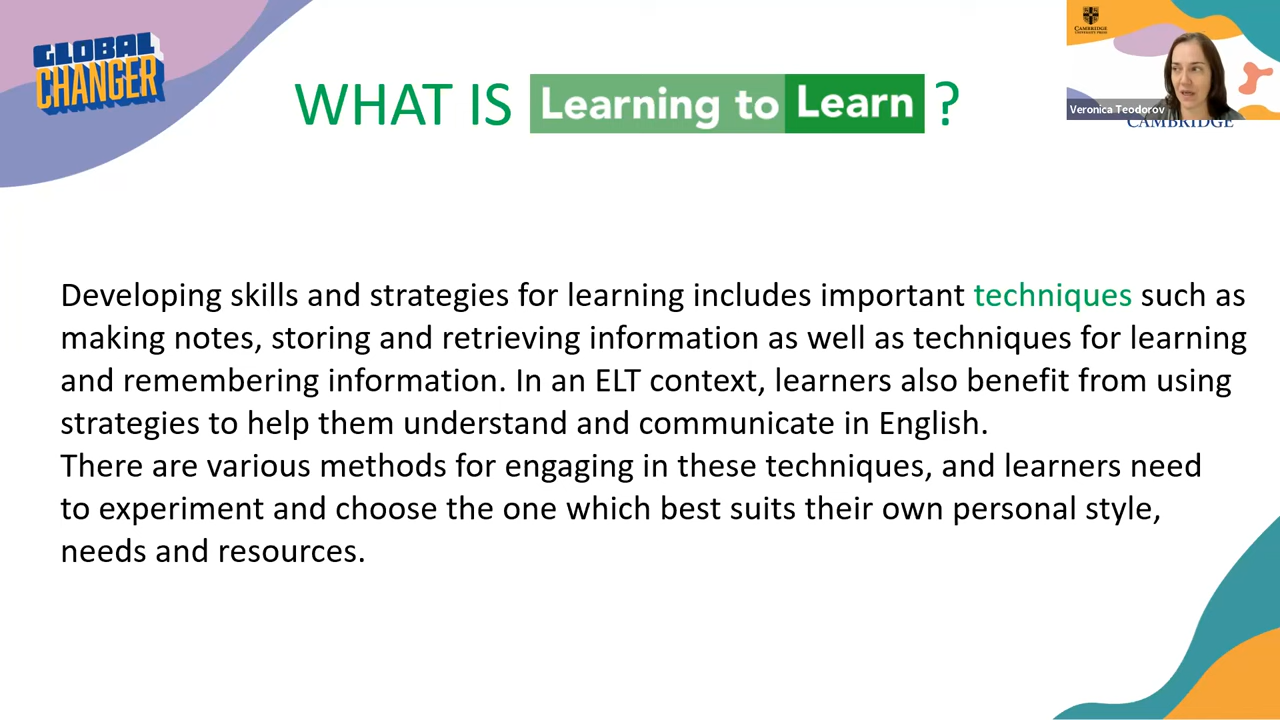 GLOBAL
CHANGER
WHAT IS Learning to Learn ?
CAMBRIDGE
UNIVERSITY PRESS
Veronica Teodorov
CAMBRIDGE
Developing skills and strategies for learning includes important techniques such as
making notes, storing and retrieving information as well as techniques for learning
and remembering information. In an ELT context, learners also benefit from using
strategies to help them understand and communicate in English.
There are various methods for engaging in these techniques, and learners need
to experiment and choose the one which best suits their own personal style,
needs and resources.